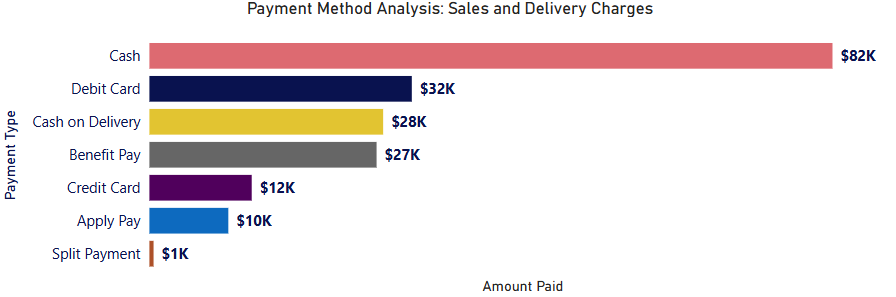 Payment Method Analysis: Sales and Delivery Charges
Payment Type
Cash $82K
Debit Card $32K
Cash on Delivery $28K
Benefit Pay $27K
Credit Card $12K
Apply Pay $10K
Split Payment $1K
Amount Paid